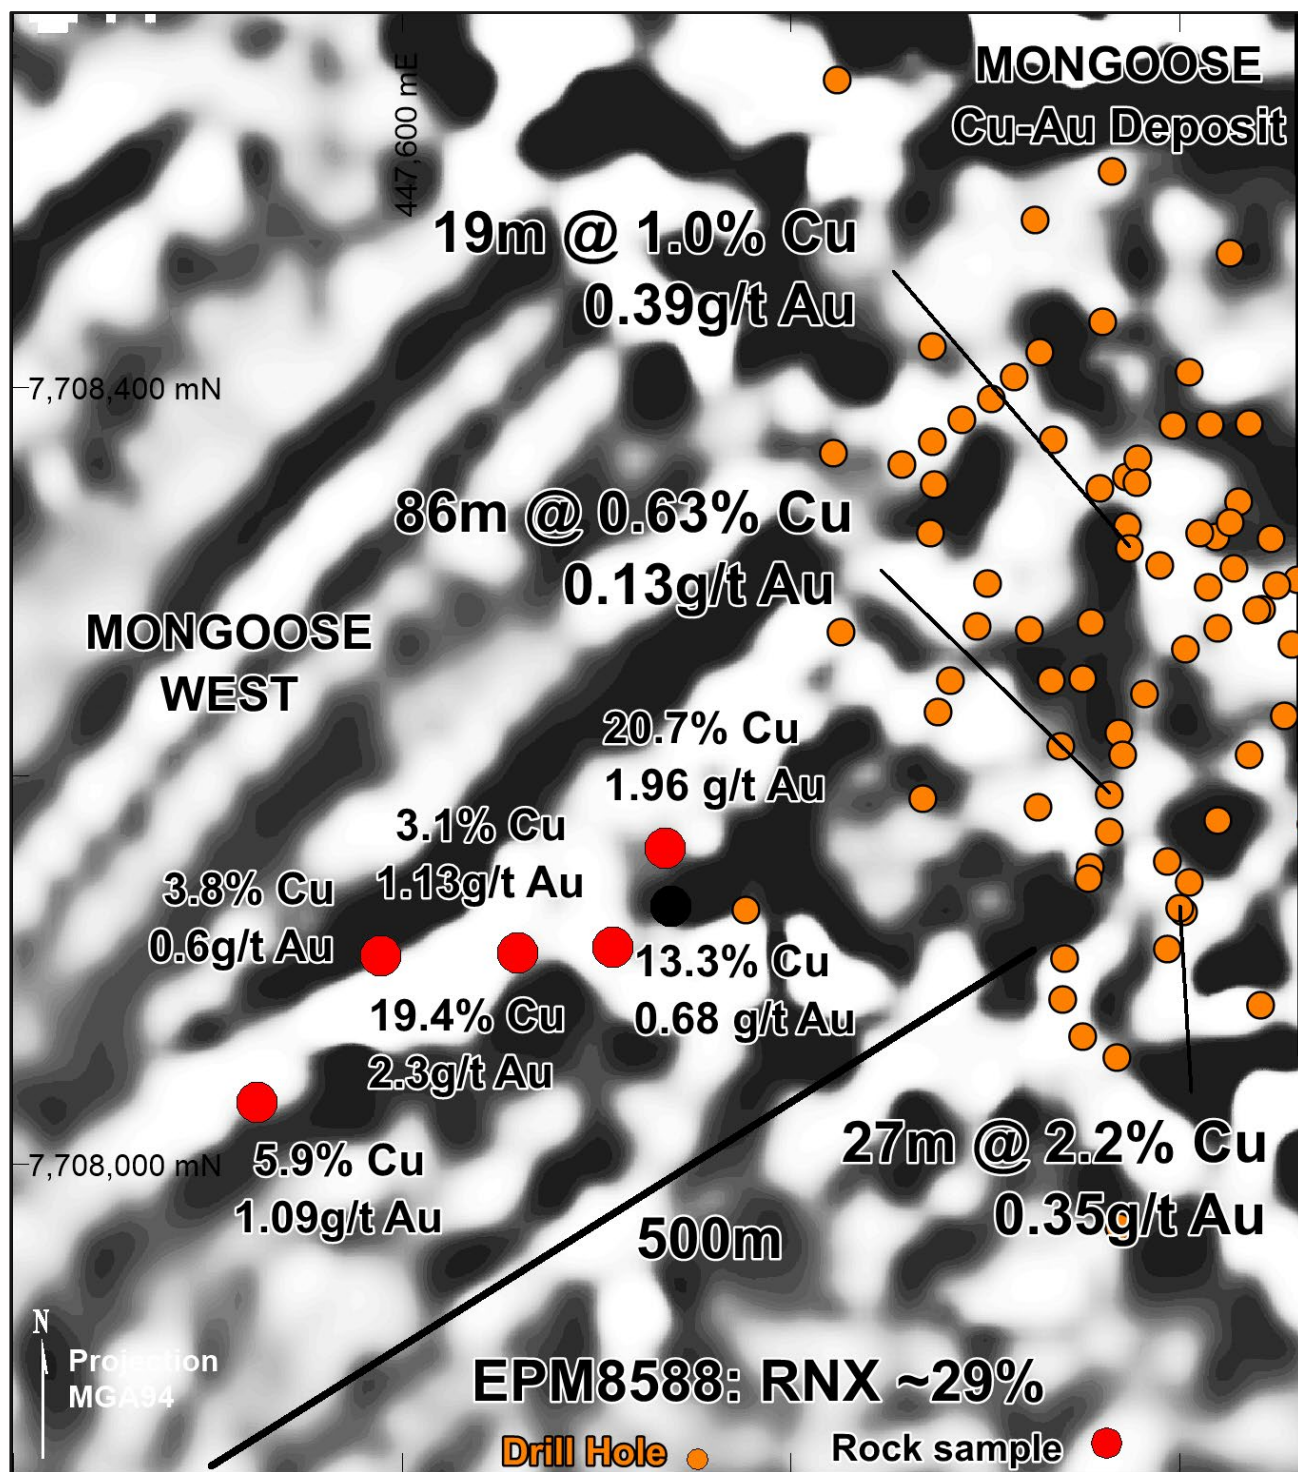 MONGOOSE
Cu-Au Deposit
447,600 mE
19m @ 1.0% Cu
0.39g/t Au
7,708,400 mN
86m @ 0.63% Cu
0.13g/t Au
MONGOOSE
WEST
20.7% Cu
1.96 g/t Au
3.1% Cu
1.13g/t Au
3.8% Cu
0.6g/t Au
13.3% Cu
0.68 g/t Au
19.4% Cu
2.3g/t Au
27m @ 2.2% Cu
0.35g/t Au
7,708,000 mN
5.9% Cu
1.09g/t Au
500m
N
Projection
MGA94
EPM8588: RNX ~29%
Drill Hole
Rock sample